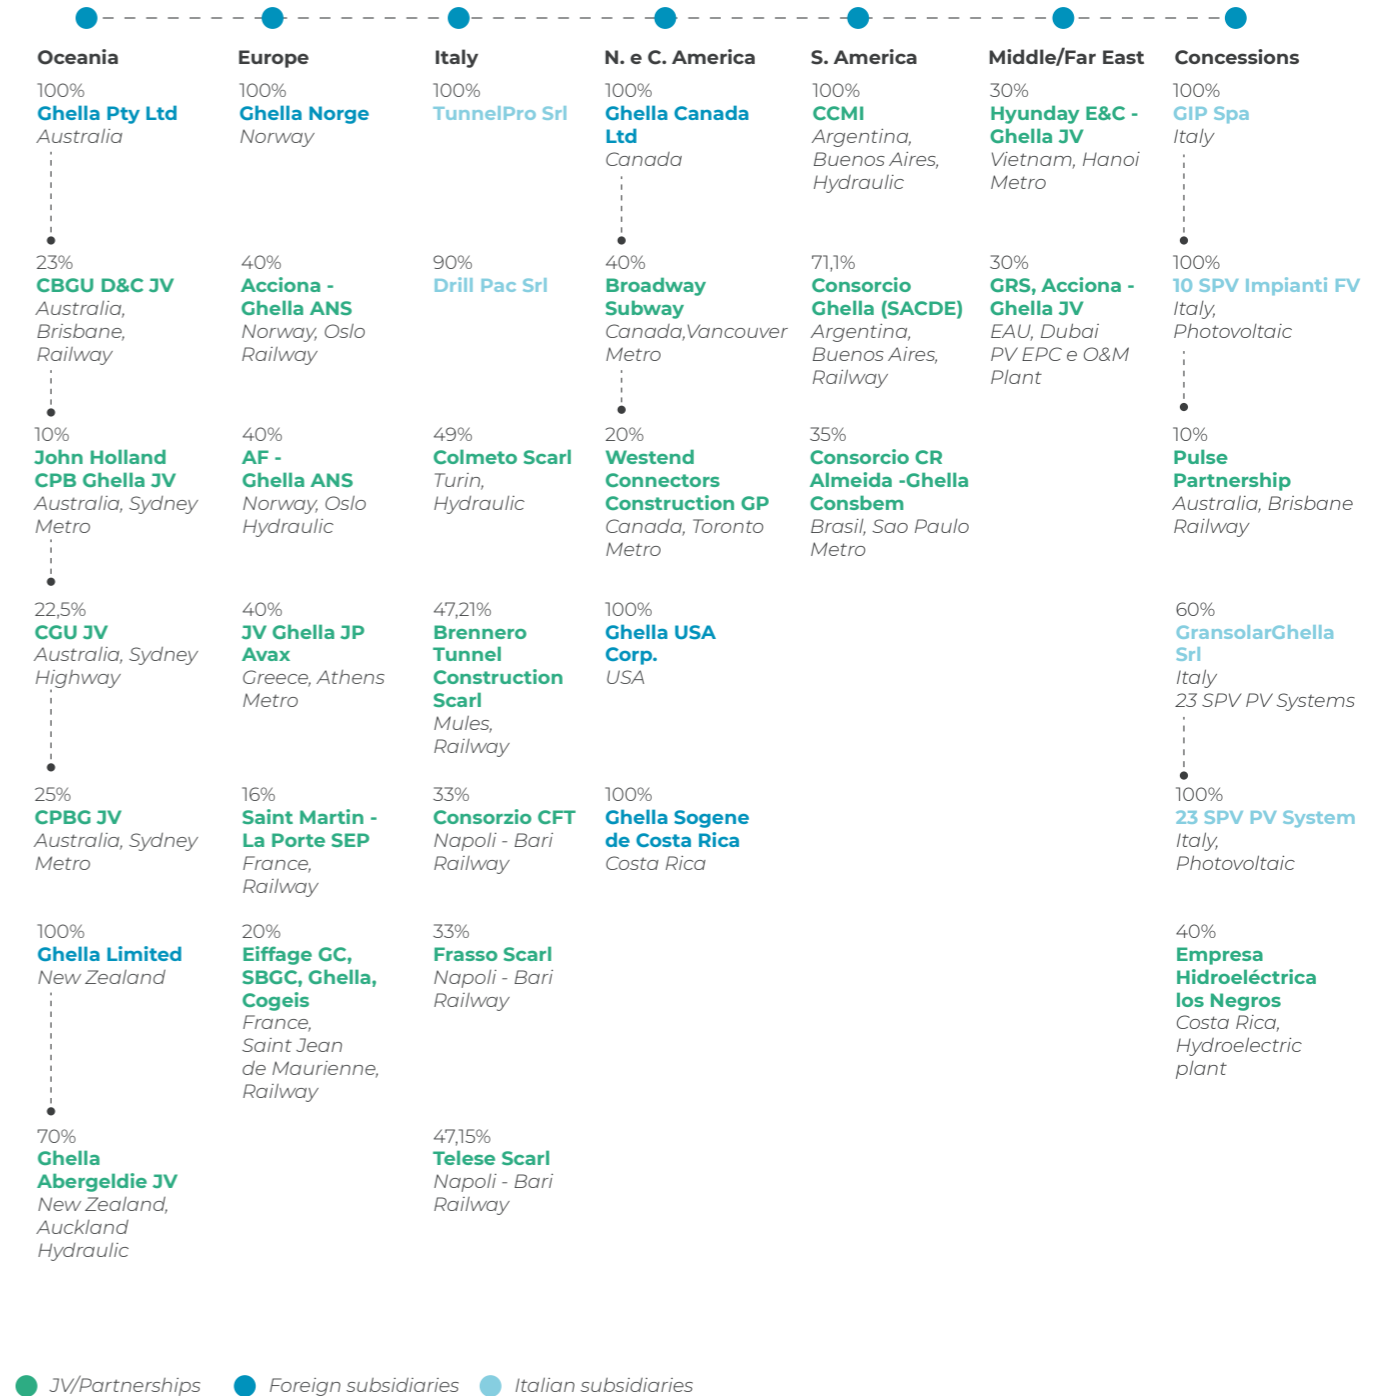 Oceania
100%
Ghella Pty Ltd
Australia
23%
CBGU D&C JV
Australia,
Brisbane,
Railway
10%
John Holland
CPB Ghella JV
Australia, Sydney
Metro
22,5%
CGU JV
Australia, Sydney
Highway
25%
CPBG JV
Australia, Sydney
Metro
100%
Ghella Limited
New Zealand
70%
Ghella
Abergeldie JV
New Zealand,
Auckland
Hydraulic
Europe
100%
Ghella Norge
Norway
40%
Acciona -
Ghella ANS
Norway, Oslo
Railway
40%
AF -
Ghella ANS
Norway, Oslo
Hydraulic
40%
JV Ghella JP
Avax
Greece, Athens
Metro
16%
Saint Martin -
La Porte SEP
France,
Railway
20%
Eiffage GC,
SBGC, Ghella,
Cogeis
France,
Saint Jean
de Maurienne,
Railway
Italy
100%
TunnelPro Srl
90%
Drill Pac Srl
49%
Colmeto Scarl
Turin,
Hydraulic
47,21%
Brennero
Tunnel
Construction
Scarl
Mules,
Railway
33%
Consorzio CFT
Napoli - Bari
Railway
33%
Frasso Scarl
Napoli - Bari
Railway
47,15%
Telese Scarl
Napoli - Bari
Railway
N. e C. America
100%
Ghella Canada
Ltd
Canada
40%
Broadway
Subway
Canada,Vancouver
Metro
20%
Westend
Connectors
Construction GP
Canada, Toronto
Metro
100%
Ghella USA
Corp.
USA
100%
Ghella Sogene
de Costa Rica
Costa Rica
S. America
100%
CCMI
Argentina,
Buenos Aires,
Hydraulic
71,1%
Consorcio
Ghella (SACDE)
Argentina,
Buenos Aires,
Railway
35%
Consorcio CR
Almeida -Ghella
Consbem
Brasil, Sao Paulo
Metro
Middle/Far East
30%
Hyunday E&C -
Ghella JV
Vietnam, Hanoi
Metro
30%
GRS, Acciona -
Ghella JV
EAU, Dubai
PV EPC e O&M
Plant
Concessions
100%
GIP Spa
Italy
100%
10 SPV Impianti FV
Italy,
Photovoltaic
10%
Pulse
Partnership
Australia, Brisbane
Railway
60%
GransolarGhella
Srl
Italy
23 SPV PV Systems
100%
23 SPV PV System
Italy,
Photovoltaic
40%
Empresa
Hidroeléctrica
los Negros
Costa Rica,
Hydroelectric
plant
JV/Partnerships
Foreign subsidiaries
Italian subsidiaries